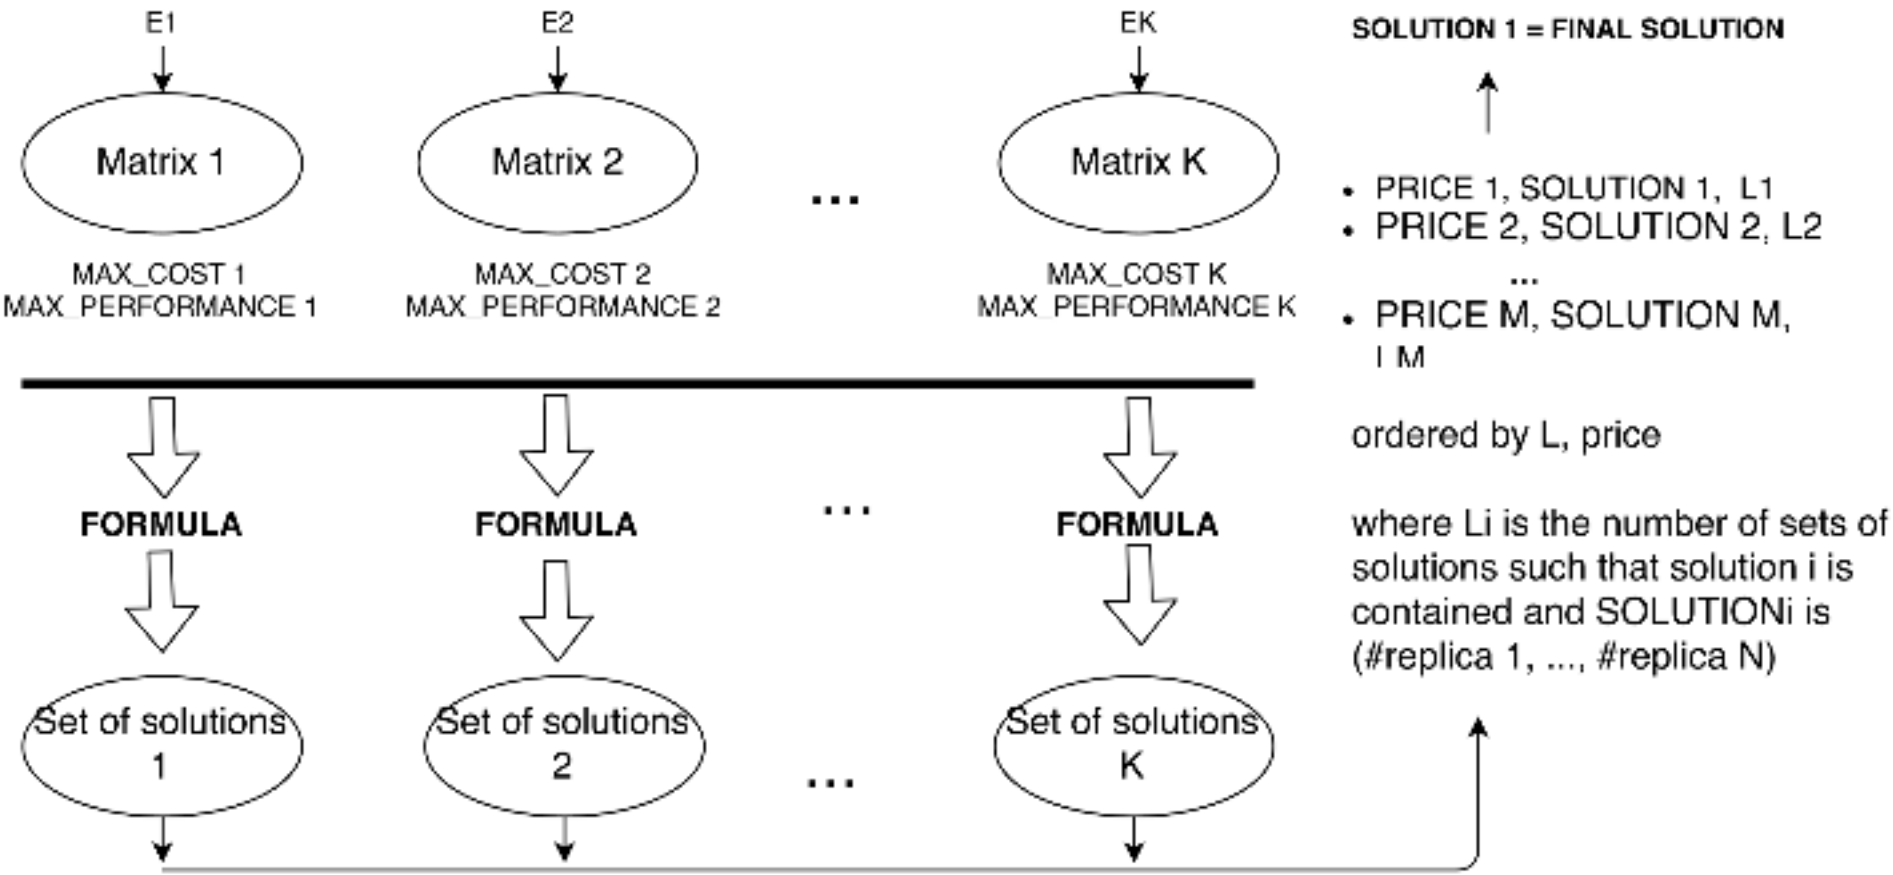 E1
E2
EK
SOLUTION 1 = FINAL SOLUTION
Matrix 1
Matrix 2
...
Matrix K
MAX_COST 1
MAX_PERFORMANCE 1
MAX_COST 2
MAX_PERFORMANCE 2
MAX_COST K
MAX_PERFORMANCE K
• PRICE 1, SOLUTION 1, L1
• PRICE 2, SOLUTION 2, L2
...
• PRICE M, SOLUTION M,
LM
ordered by L, price
where Li is the number of sets of
solutions such that solution i is
contained and SOLUTIONi is
(#replica 1, ..., #replica N)
FORMULA
FORMULA
...
FORMULA
Set of solutions
1
Set of solutions
2
...
Set of solutions
K